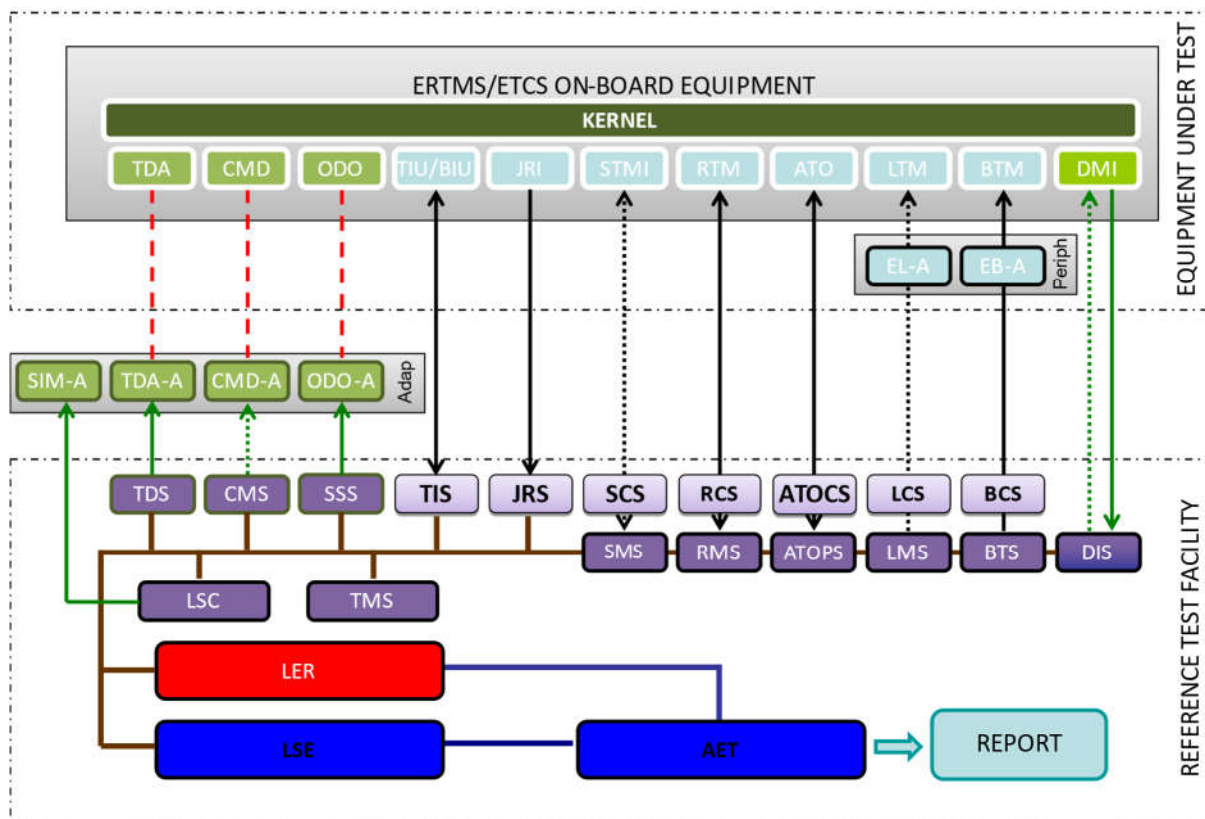 EQUIPMENT UNDER TEST
ERTMS/ETCS ON-BOARD EQUIPMENT
KERNEL
TDA CMD ODO TIU/BIU JRI STMI RTM ATO LTM BTM DMI
EL-A EB-A Periph
SIM-A TDA-A CMD-A ODO-A Adap
REFERENCE TEST FACILITY
TDS CMS SSS TIS JRS SCS RCS ATOCS LCS BCS
SMS RMS ATOPS LMS BTS DIS
LSC TMS
LER
LSE AET REPORT